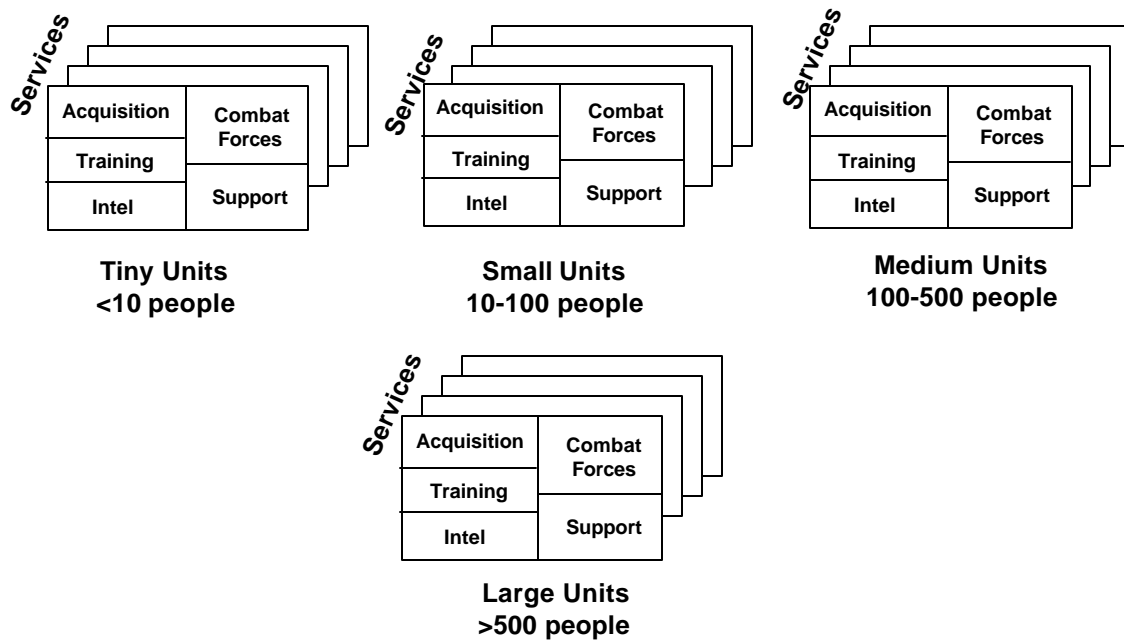 Services
Acquisition
Training
Intel
Combat
Forces
Support
Tiny Units
<10 people
Services
Acquisition
Training
Intel
Combat
Forces
Support
Small Units
10-100 people
Services
Acquisition
Training
Intel
Combat
Forces
Support
Medium Units
100-500 people
Services
Acquisition
Training
Intel
Combat
Forces
Support
Large Units
>500 people